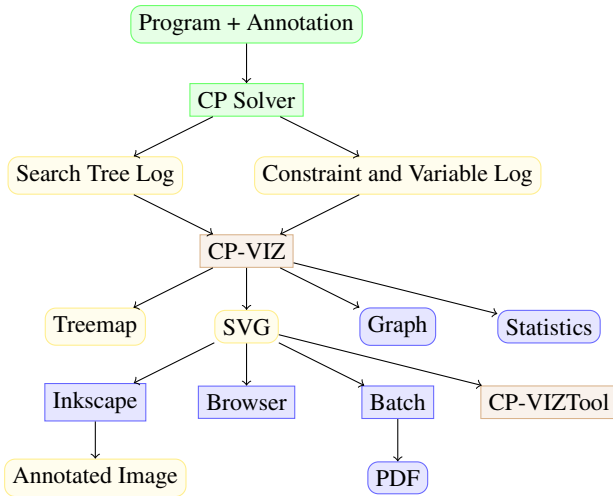 Program + Annotation
CP Solver
Search Tree Log
Constraint and Variable Log
CP-VIZ
Treemap
SVG
Graph
Statistics
Inkscape
Browser
Batch
CP-VIZTool
Annotated Image
PDF